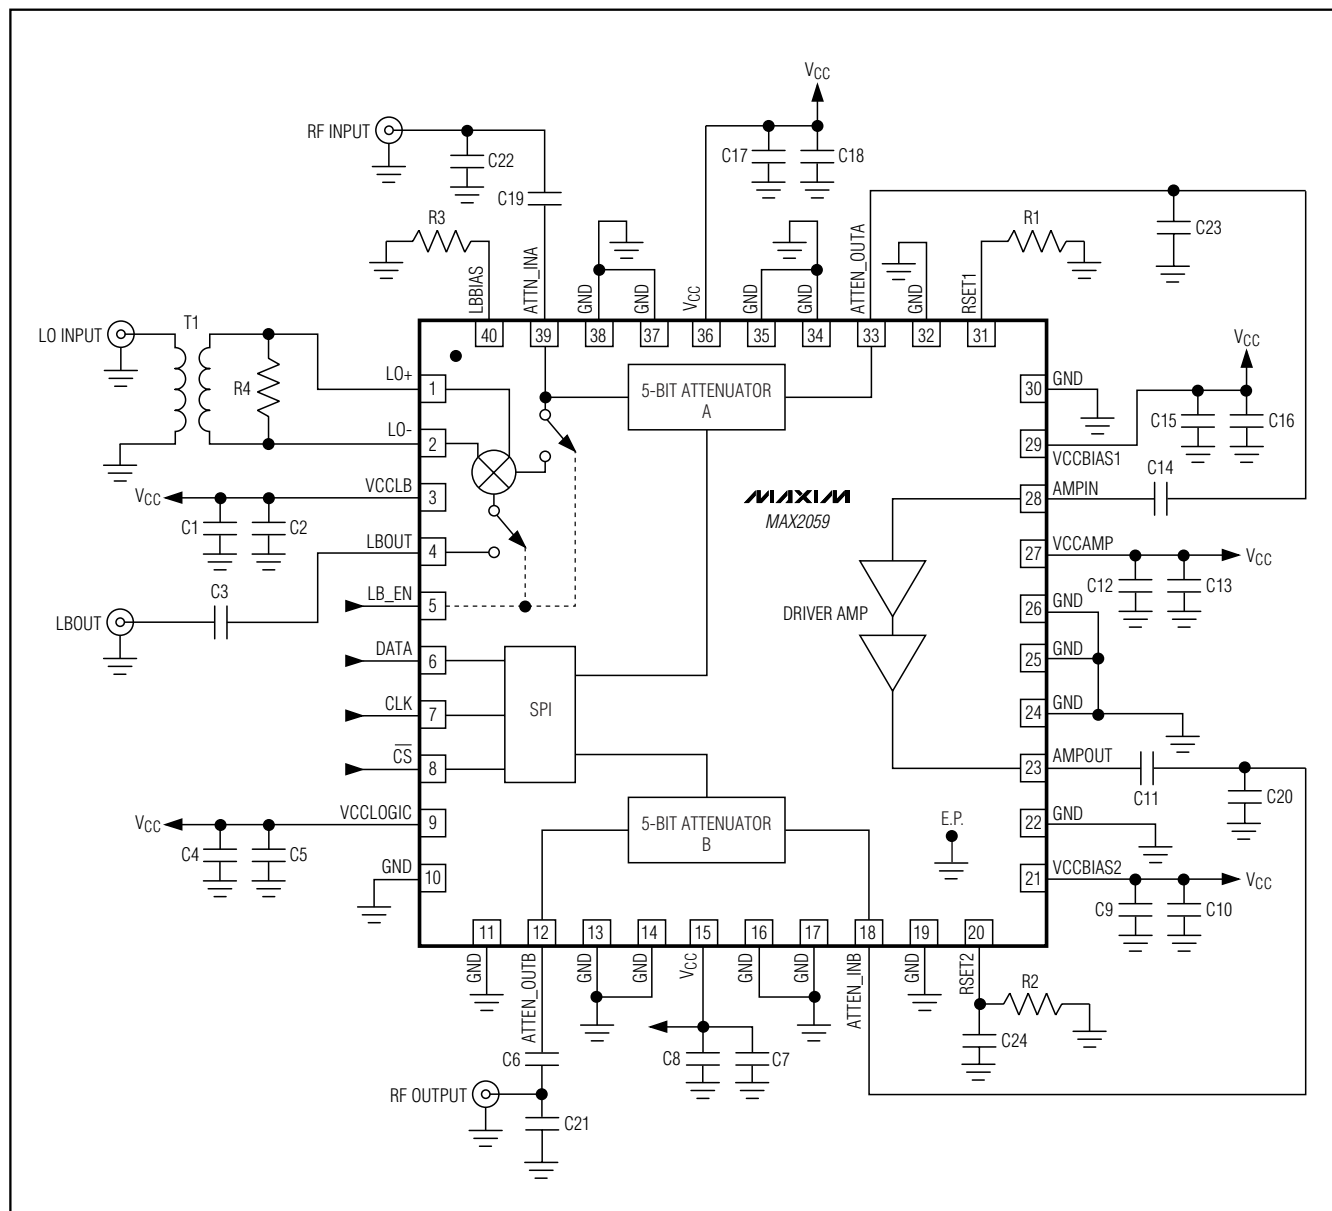 VCC
RF INPUT
C22
C17
C18
C19
R3
R1
C23
LBBIAS
ATTN_INA
GND
GND
VCC
GND
GND
ATTEN_OUTA
GND
RSET1
40
39
38
37
36
35
34
33
32
31
LO INPUT
T1
R4
LO+
1
LO-
2
VCC
VCCLB
3
C1
C2
LBOUT
4
C3
LB_EN
5
LBOUT
DATA
6
CLK
7
CS
8
VCC
VCCLOGIC
9
C4
C5
GND
10
5-BIT ATTENUATOR
A
MAXIM
MAX2059
DRIVER AMP
SPI
5-BIT ATTENUATOR
B
E.P.
30
GND
VCC
29
VCCBIAS1
C15
C16
C14
28
AMPIN
27
VCCAMP
VCC
C12
C13
26
GND
25
GND
24
GND
23
AMPOUT
C11
C20
22
GND
21
VCCBIAS2
VCC
C9
C10
11
12
13
14
15
16
17
18
19
20
GND
ATTEN_OUTB
GND
GND
VCC
GND
GND
ATTEN_INB
GND
RSET2
R2
C24
C6
C8
C7
RF OUTPUT
C21